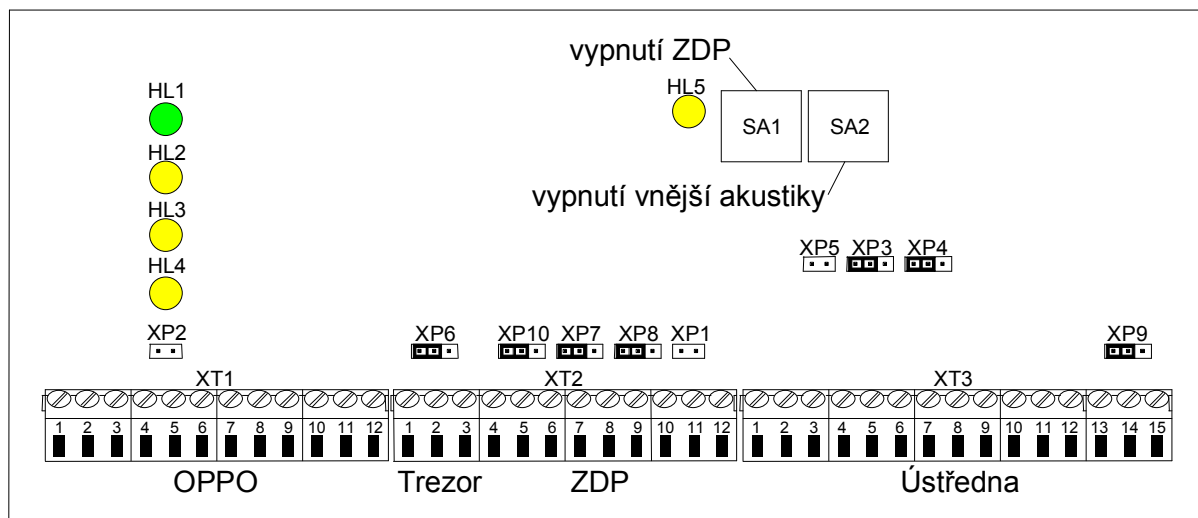 vypnutí ZDP
HL1
HL5
SA1 SA2
HL2
vypnutí vnější akustiky
HL3
XP5 XP3 XP4
HL4
XP2 XP6 XP10 XP7 XP8 XP1 XP9
XT1 XT2 XT3
1 2 3 4 5 6 7 8 9 10 11 12 1 2 3 4 5 6 7 8 9 10 11 12 1 2 3 4 5 6 7 8 9 10 11 12 13 14 15
OPPO Trezor ZDP Ústředna